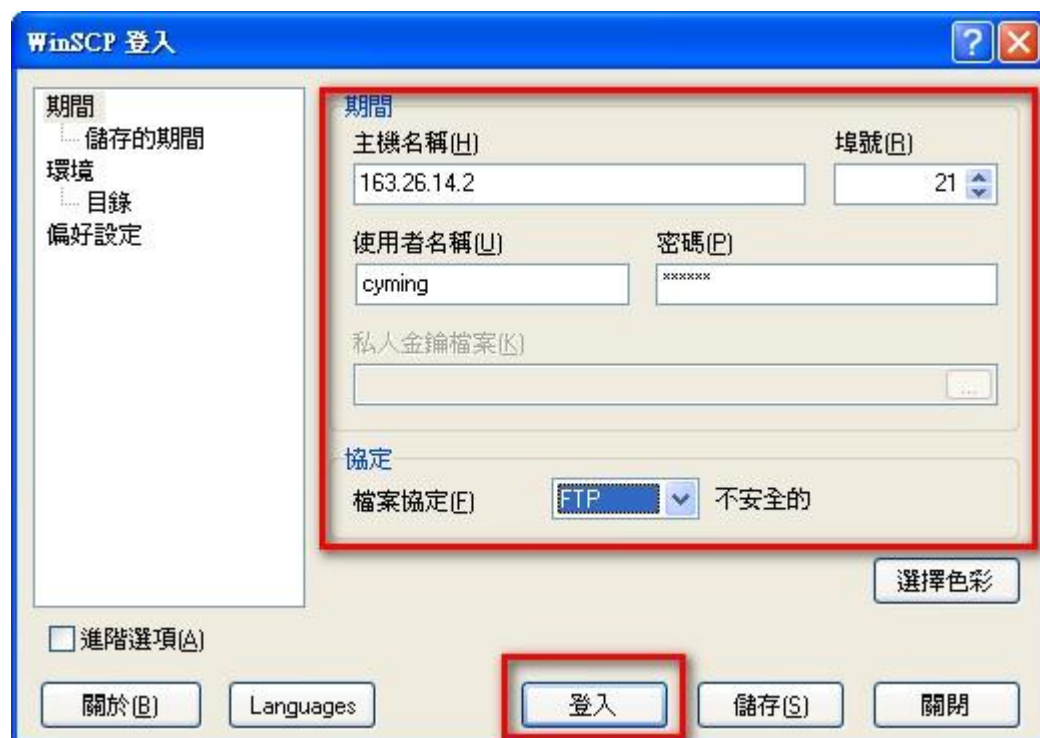 WinSCP 登入
期間
儲存的期間
環境
目錄
偏好設定
期間
主機名稱(H) 埠號(R)
163.26.14.2 21
使用者名稱(U) 密碼(P)
cyming ******
私人金鑰檔案(K)
...
協定
檔案協定(F) FTP 不安全的
選擇色彩
進階選項(A)
關於(B) Languages 登入 儲存(S) 關閉